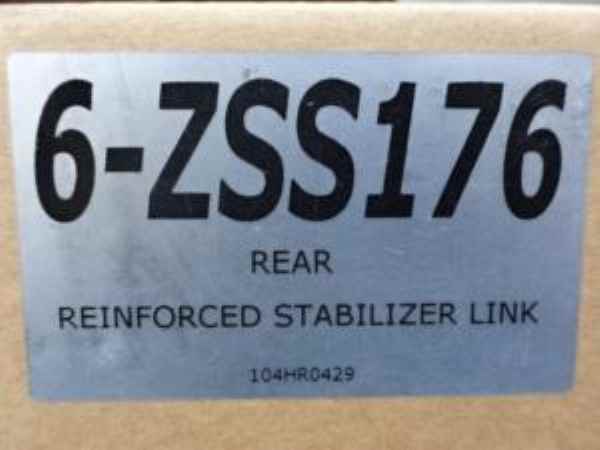 6-ZSS176
REAR
REINFORCED STABILIZER LINK
104HR0429